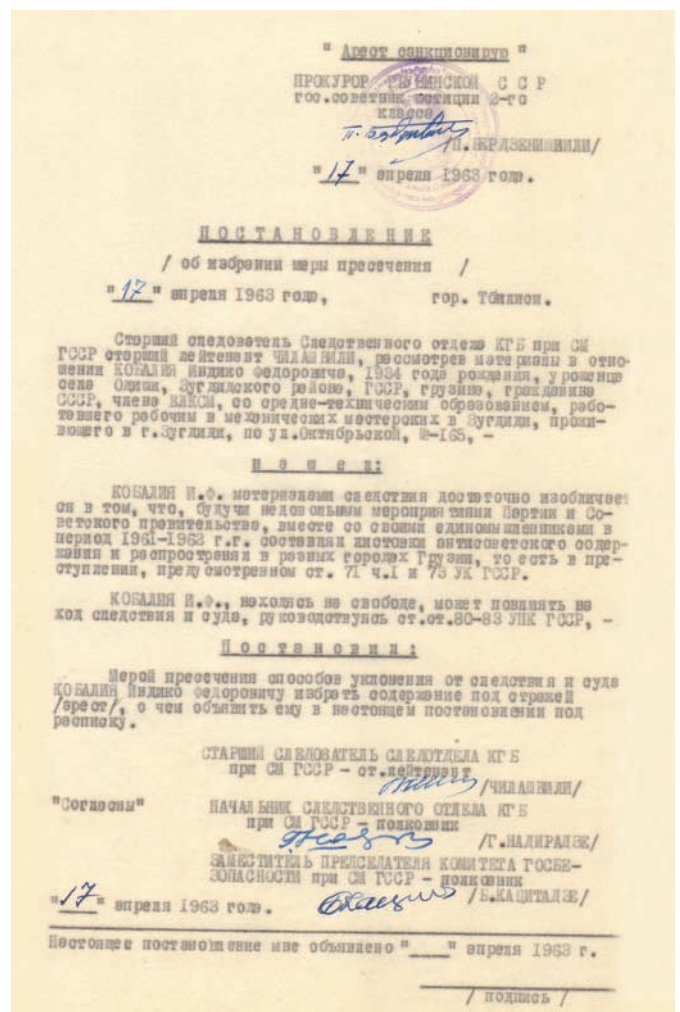 " Арест санкционирую "
ПРОКУРОР ГРУЗИНСКОЙ С С Р
гос.советник юстиции 2-го
класса
/П.БЕРДЗЕНИШВИЛИ/
"17" апреля 1963 года.
ПОСТАНОВЛЕНИЕ
/ об избрании меры пресечения /
"17" апреля 1963 года, гор. Тбилиси.
Старший следователь Следственного отдела КГБ при СМ
ГССР старший лейтенант ЧИЛАШВИЛИ, рассмотрев материалы в отно-
шении КОБАЛИЯ Индико Федоровича, 1934 года рождения, уроженца
села Одиши, Зугдидского района, ГССР, грузина, гражданина
СССР, члена ВЛКСМ, со средне-техническим образованием, рабо-
тавшего рабочим в механических мастерских в Зугдиди, прожи-
вающего в г.Зугдиди, по ул.Октябрьской, №-165, -
Н а ш е л:
КОБАЛИЯ И.Ф. материалами следствия достаточно изобличает
ся в том, что, будучи недовольным мероприятиями Партии и Со-
ветского правительства, вместе со своими единомышленниками в
период 1961-1962 г.г. составлял листовки антисоветского содер-
жания и распространял в разных городах Грузии, то есть в пре-
ступлении, предусмотренном ст. 71 ч.I и 73 УК ГССР.
КОБАЛИЯ И.Ф., находясь на свободе, может повлиять на
ход следствия и суда, руководствуясь ст.ст.80-83 УПК ГССР, -
П о с т а н о в и л :
Мерой пресечения способов уклонения от следствия и суда
КОБАЛИЯ Индико Федоровичу избрать содержание под стражей
/арест/, о чем объявить ему в настоящем постановлении под
расписку.
СТАРШИЙ СЛЕДОВАТЕЛЬ СЛЕДОТДЕЛА КГБ
при СМ ГССР - ст.лейтенант
/ЧИЛАШВИЛИ/
"Согласны" НАЧАЛЬНИК СЛЕДСТВЕННОГО ОТДЕЛА КГБ
при СМ ГССР - полковник
/Г.НАДИРАДЗЕ/
ЗАМЕСТИТЕЛЬ ПРЕДСЕДАТЕЛЯ КОМИТЕТА ГОСБЕ-
ЗОПАСНОСТИ при СМ ГССР - полковник
"17" апреля 1963 года. /Б.КАЦИТАДЗЕ/
Настоящее постановление мне объявлено "___" апреля 1963 г.
/ ПОДПИСЬ /